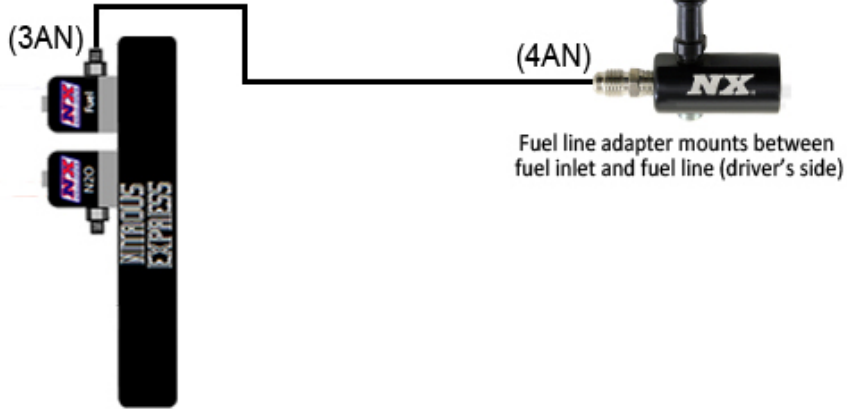 (3AN)
(4AN)
NX
Fuel
NX
Fuel line adapter mounts between
fuel inlet and fuel line (driver's side)
NX
N2O
NITROUS
EXPRESS